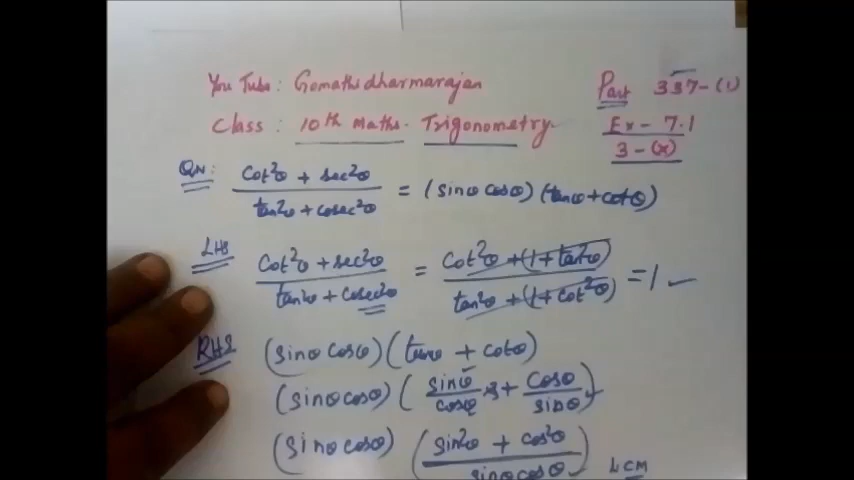 You Tube: Gomathidharmarajan
Part 337-(1)
Class: 10th Maths. Trigonometry.
Ex-7.1
3-(x)
QN: (cot²θ + sec²θ)/(tan²θ + cosec²θ) = (sinθ cosθ) (tanθ + cotθ)
LHS (cot²θ + sec²θ)/(tan²θ + cosec²θ) = (cot²θ + (1 + tan²θ))/(tan²θ + (1 + cot²θ)) = 1
RHS (sinθ cosθ) (tanθ + cotθ)
(sinθ cosθ) (sinθ/cosθ + cosθ/sinθ)
(sinθ cosθ) ((sin²θ + cos²θ)/(sinθ cosθ)) LCM